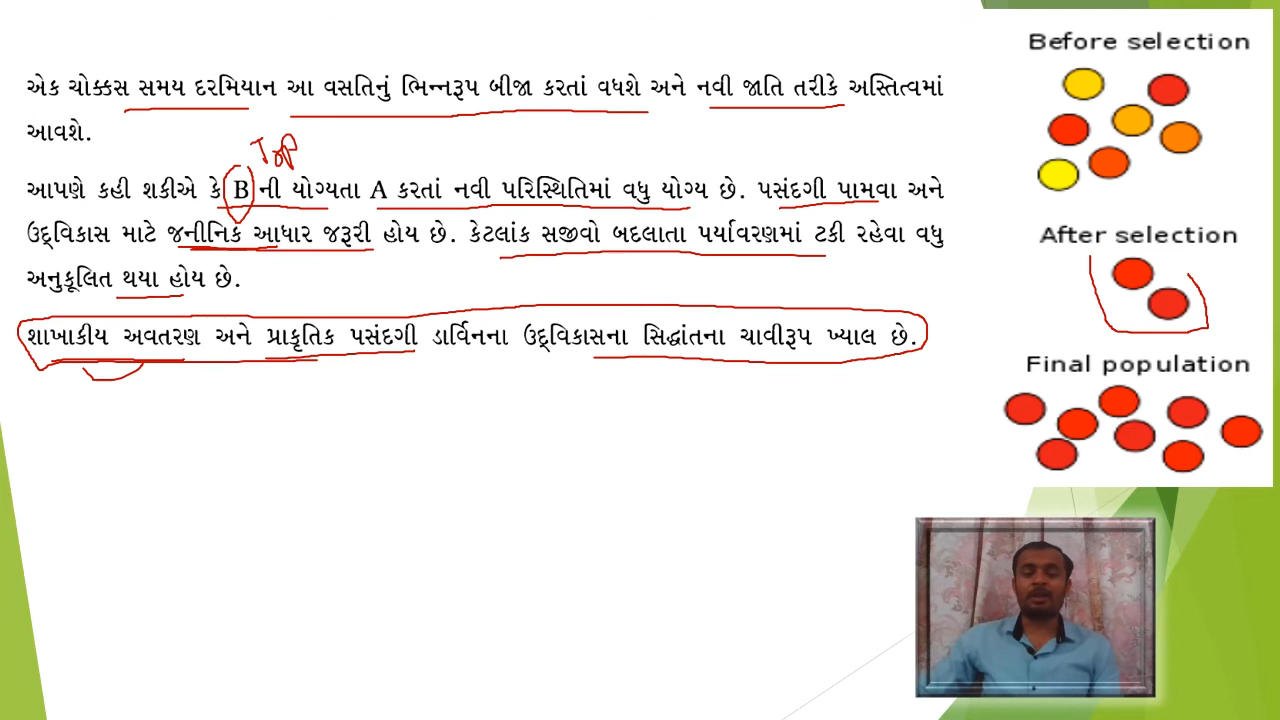 એક ચોક્કસ સમય દરમિયાન આ વસતિનું ભિન્નરૂપ બીજા કરતાં વધશે અને નવી જાતિ તરીકે અસ્તિત્વમાં
આવશે.
આપણે કહી શકીએ કે B ની યોગ્યતા A કરતાં નવી પરિસ્થિતિમાં વધુ યોગ્ય છે. પસંદગી પામવા અને
ઉદ્‌વિકાસ માટે જનીનિક આધાર જરૂરી હોય છે. કેટલાંક સજીવો બદલાતા પર્યાવરણમાં ટકી રહેવા વધુ
અનુકૂલિત થયા હોય છે.
શાખાકીય અવતરણ અને પ્રાકૃતિક પસંદગી ડાર્વિનના ઉદ્‌વિકાસના સિદ્ધાંતના ચાવીરૂપ ખ્યાલ છે.
Before selection
After selection
Final population